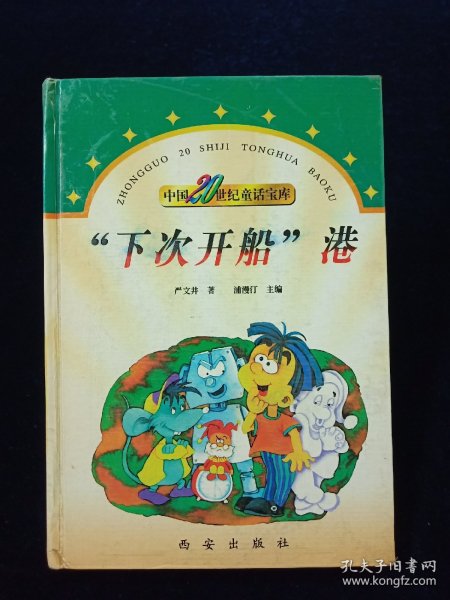 ZHONGGUO 20 SHIJI TONGHUA BAOKU
中国20世纪童话宝库
“下次开船”港
严文井 著 浦漫汀 主编
西安出版社
孔夫子旧书网
www.kongfz.com